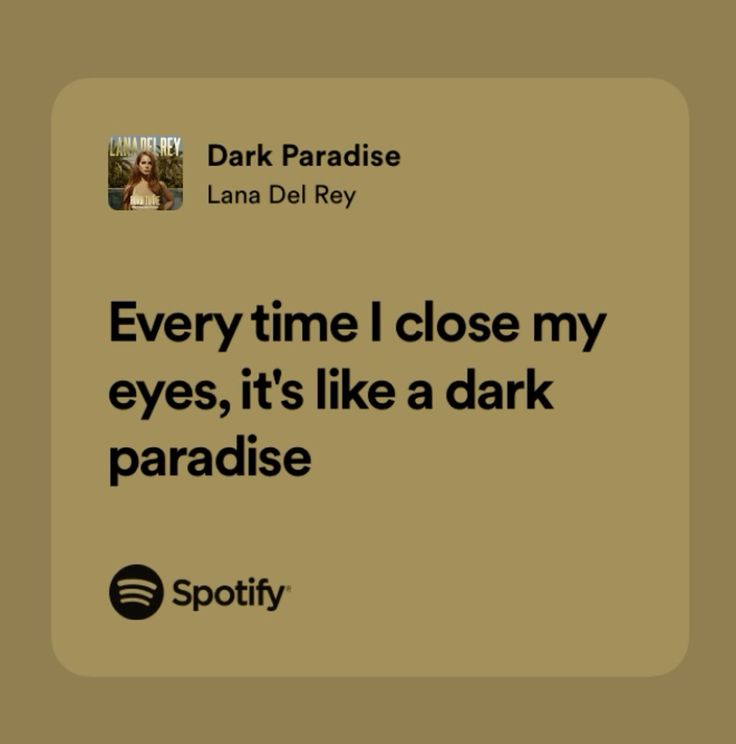 LANA DEL REY
BORN TO DIE
Dark Paradise
Lana Del Rey
Every time I close my
eyes, it's like a dark
paradise
Spotify®